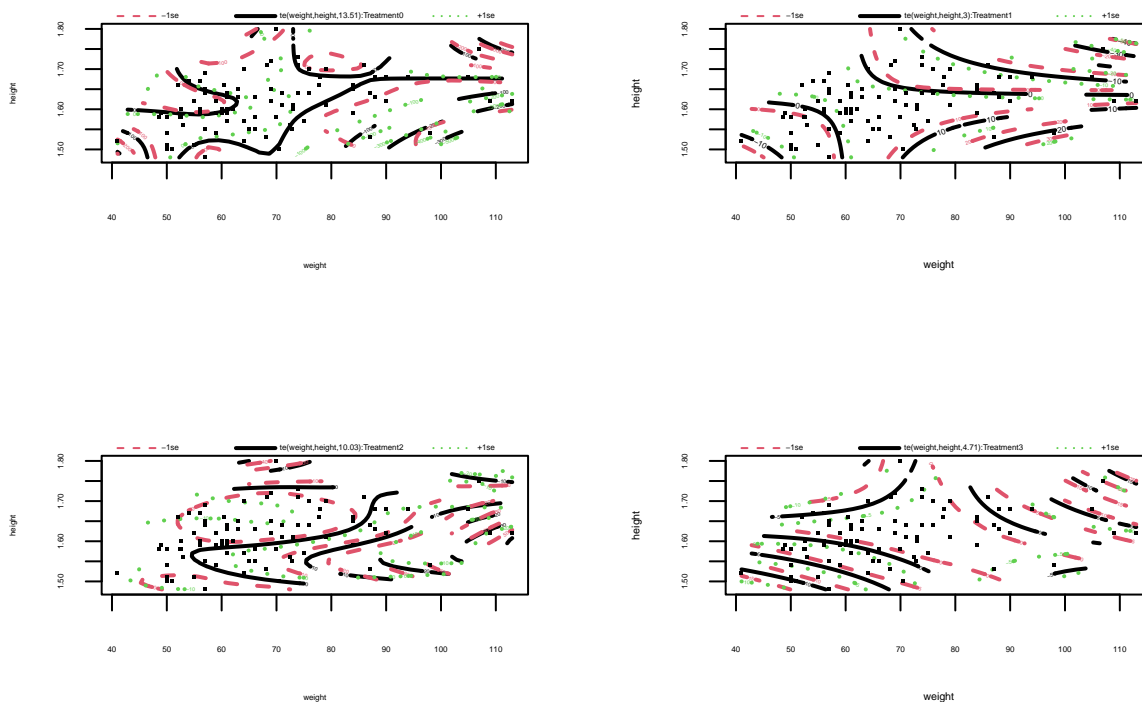 −1se te(weight,height,13.51):Treatment0 +1se
height
1.50 1.60 1.70 1.80
40 50 60 70 80 90 100 110
weight
−1se te(weight,height,3):Treatment1 +1se
height
1.50 1.60 1.70 1.80
−10
0
0
0
10
10
10
20
−10
−10
40 50 60 70 80 90 100 110
weight
−1se te(weight,height,10.03):Treatment2 +1se
height
1.50 1.60 1.70 1.80
40 50 60 70 80 90 100 110
weight
−1se te(weight,height,4.71):Treatment3 +1se
height
1.50 1.60 1.70 1.80
40 50 60 70 80 90 100 110
weight